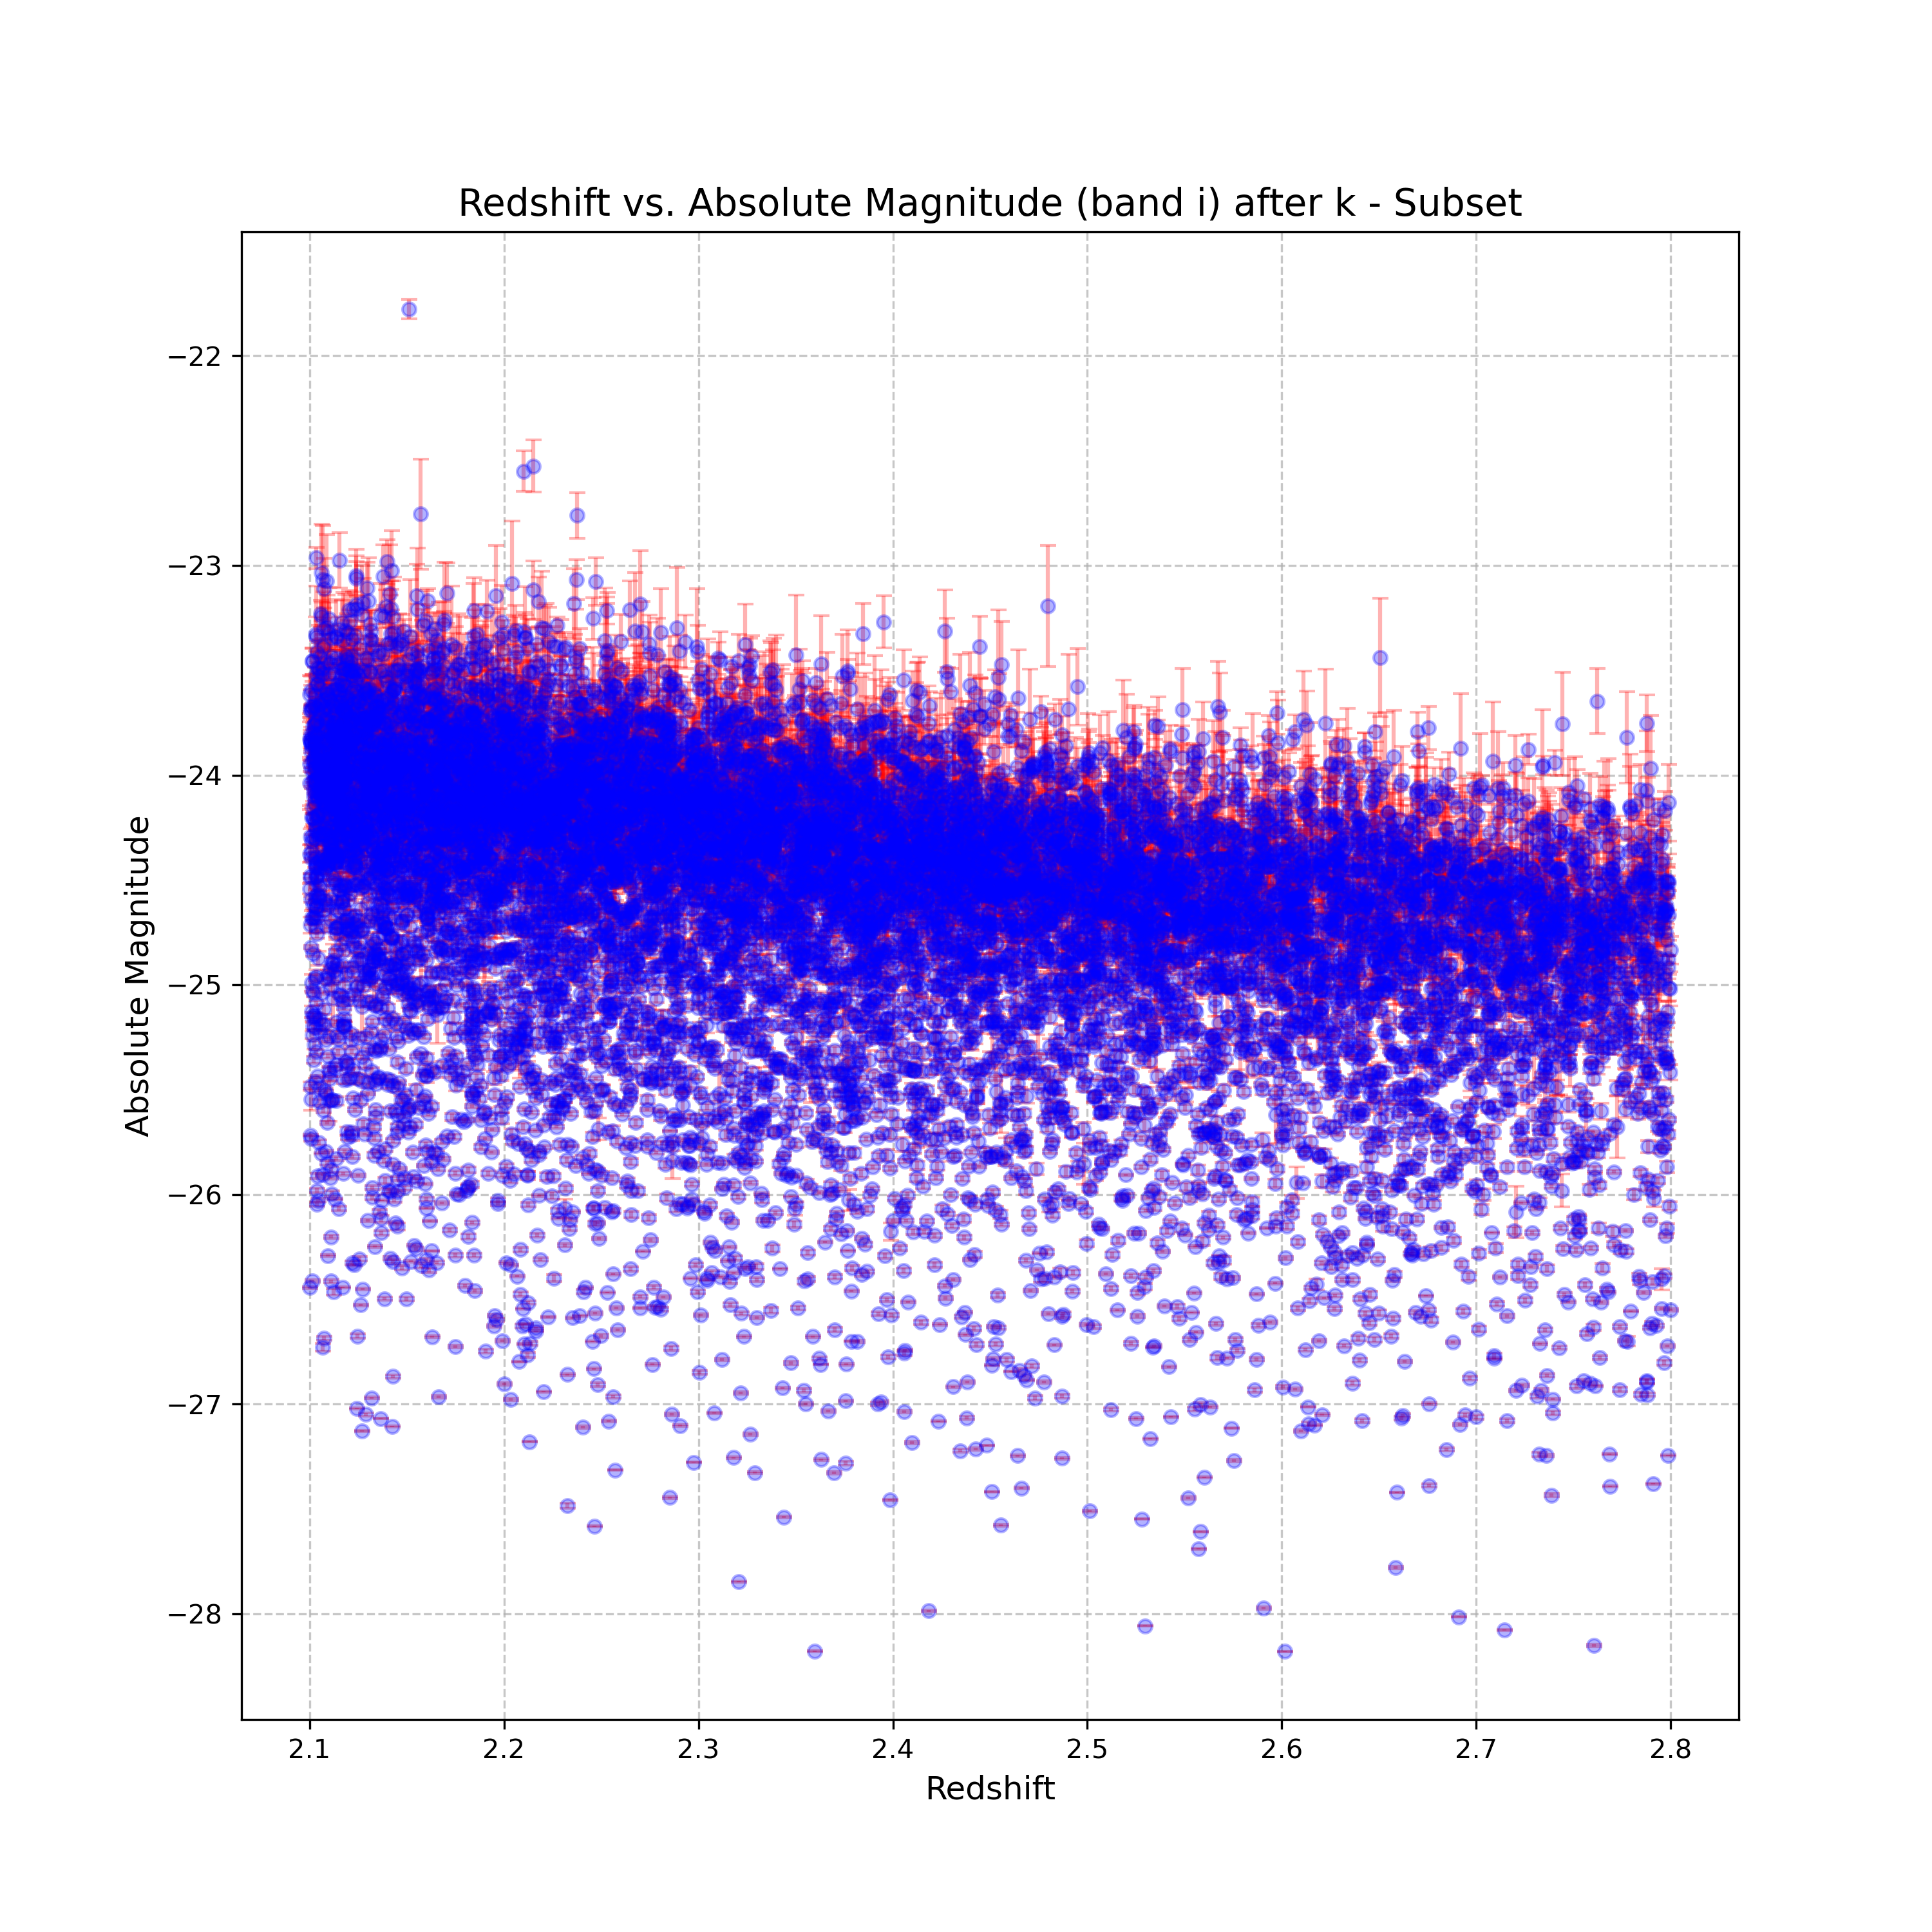 Redshift vs. Absolute Magnitude (band i) after k - Subset
Absolute Magnitude
−22
−23
−24
−25
−26
−27
−28
2.1 2.2 2.3 2.4 2.5 2.6 2.7 2.8
Redshift